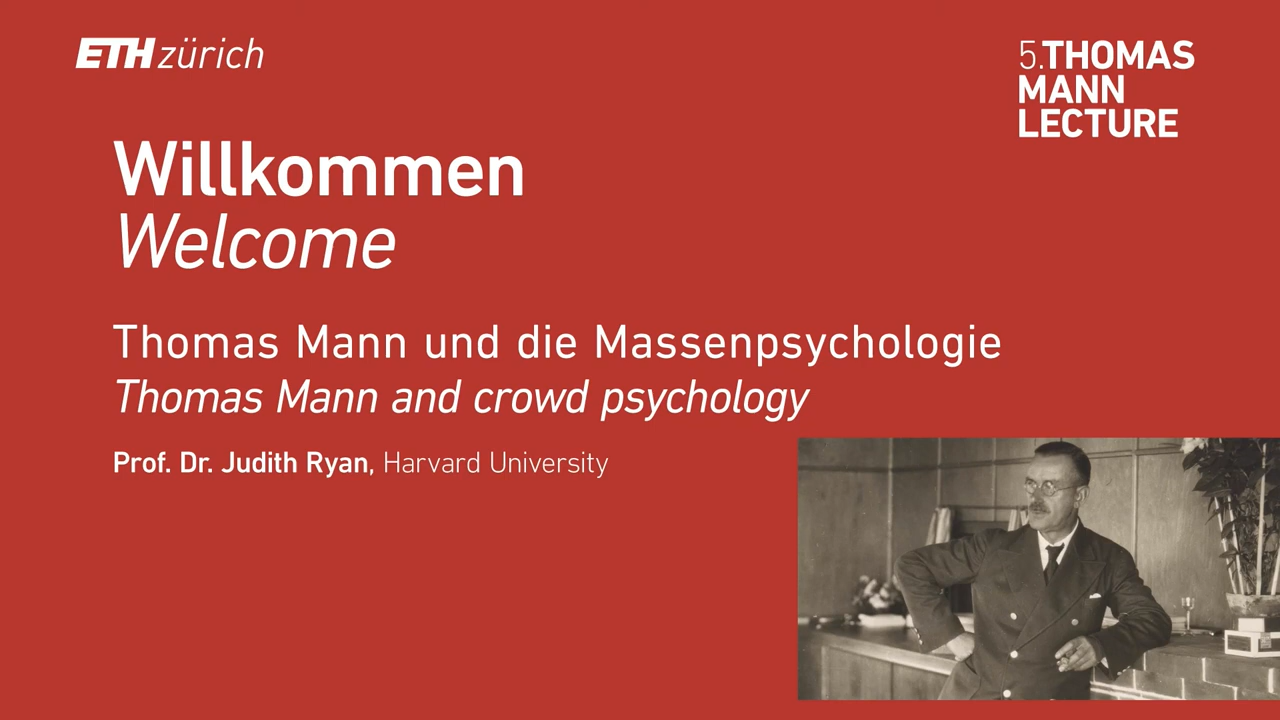 ETH zürich
5. THOMAS
MANN
LECTURE
Willkommen
Welcome
Thomas Mann und die Massenpsychologie
Thomas Mann and crowd psychology
Prof. Dr. Judith Ryan, Harvard University